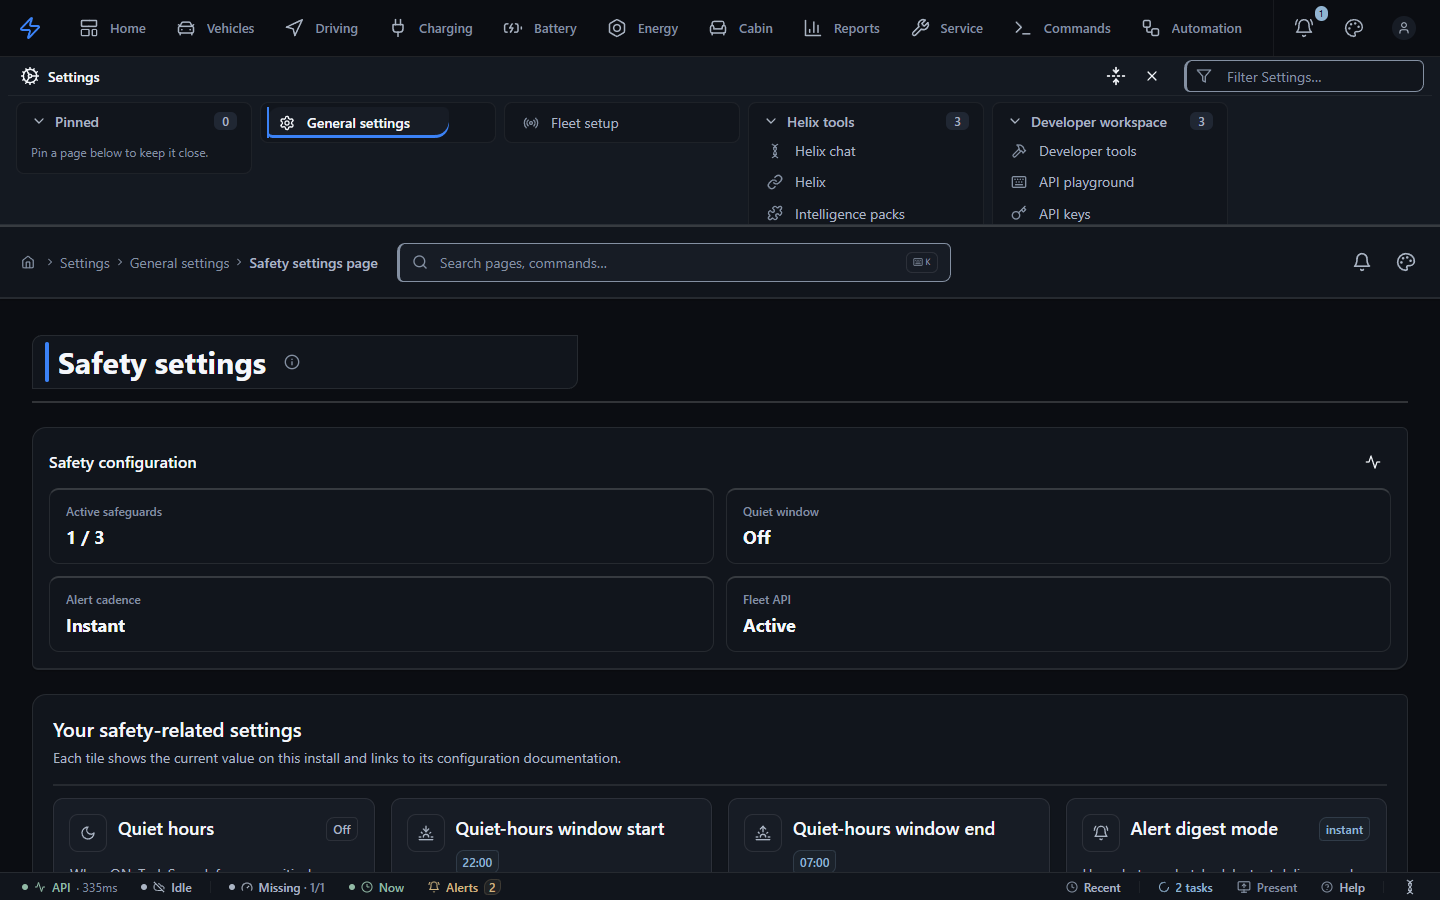 Home
Vehicles
Driving
Charging
Battery
Energy
Cabin
Reports
Service
Commands
Automation
1
Settings
Filter Settings...
Pinned
0
Pin a page below to keep it close.
General settings
Fleet setup
Helix tools
3
Helix chat
Helix
Intelligence packs
Developer workspace
3
Developer tools
API playground
API keys
Settings
General settings
Safety settings page
Search pages, commands...
K
Safety settings
Safety configuration
Active safeguards
1 / 3
Quiet window
Off
Alert cadence
Instant
Fleet API
Active
Your safety-related settings
Each tile shows the current value on this install and links to its configuration documentation.
Quiet hours
Off
Quiet-hours window start
22:00
Quiet-hours window end
07:00
Alert digest mode
instant
API · 335ms
Idle
Missing · 1/1
Now
Alerts 2
Recent
2 tasks
Present
Help